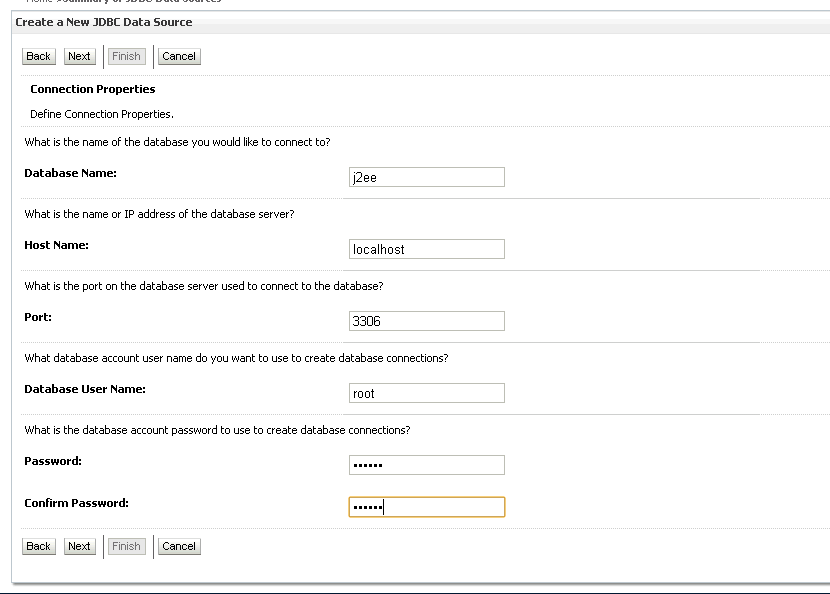 Home >Summary of JDBC Data Sources
Create a New JDBC Data Source
Back Next Finish Cancel
Connection Properties
Define Connection Properties.
What is the name of the database you would like to connect to?
Database Name: j2ee
What is the name or IP address of the database server?
Host Name: localhost
What is the port on the database server used to connect to the database?
Port: 3306
What database account user name do you want to use to create database connections?
Database User Name: root
What is the database account password to use to create database connections?
Password: ••••••
Confirm Password: ••••••
Back Next Finish Cancel